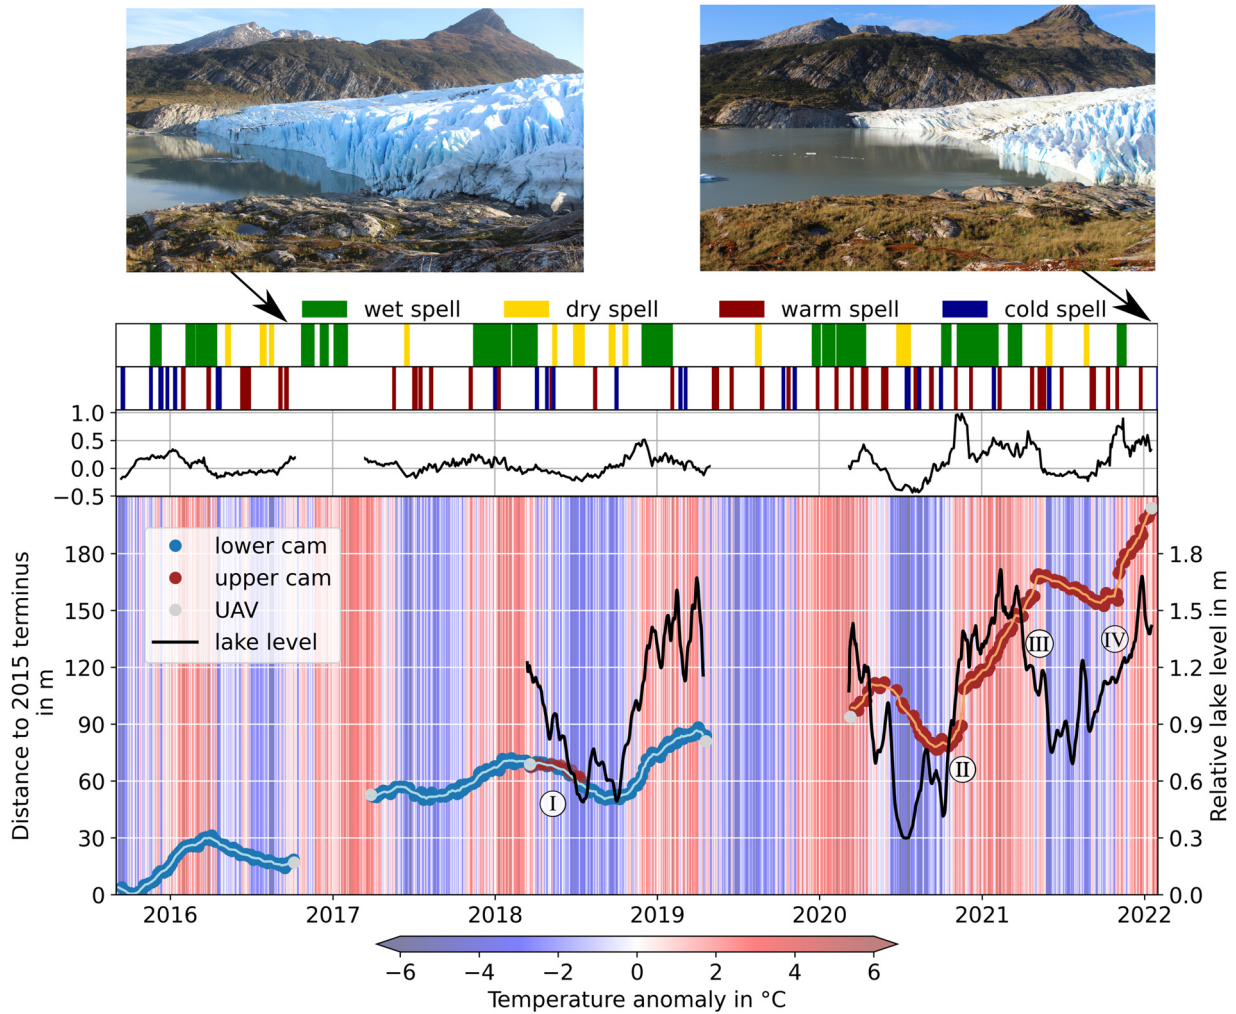 wet spell dry spell warm spell cold spell
1.0
0.5
0.0
−0.5
Distance to 2015 terminus
in m
180
150
120
90
60
30
0
lower cam
upper cam
UAV
lake level
I
II
III
IV
1.8
1.5
1.2
0.9
0.6
0.3
0.0
Relative lake level in m
2016 2017 2018 2019 2020 2021 2022
−6 −4 −2 0 2 4 6
Temperature anomaly in °C